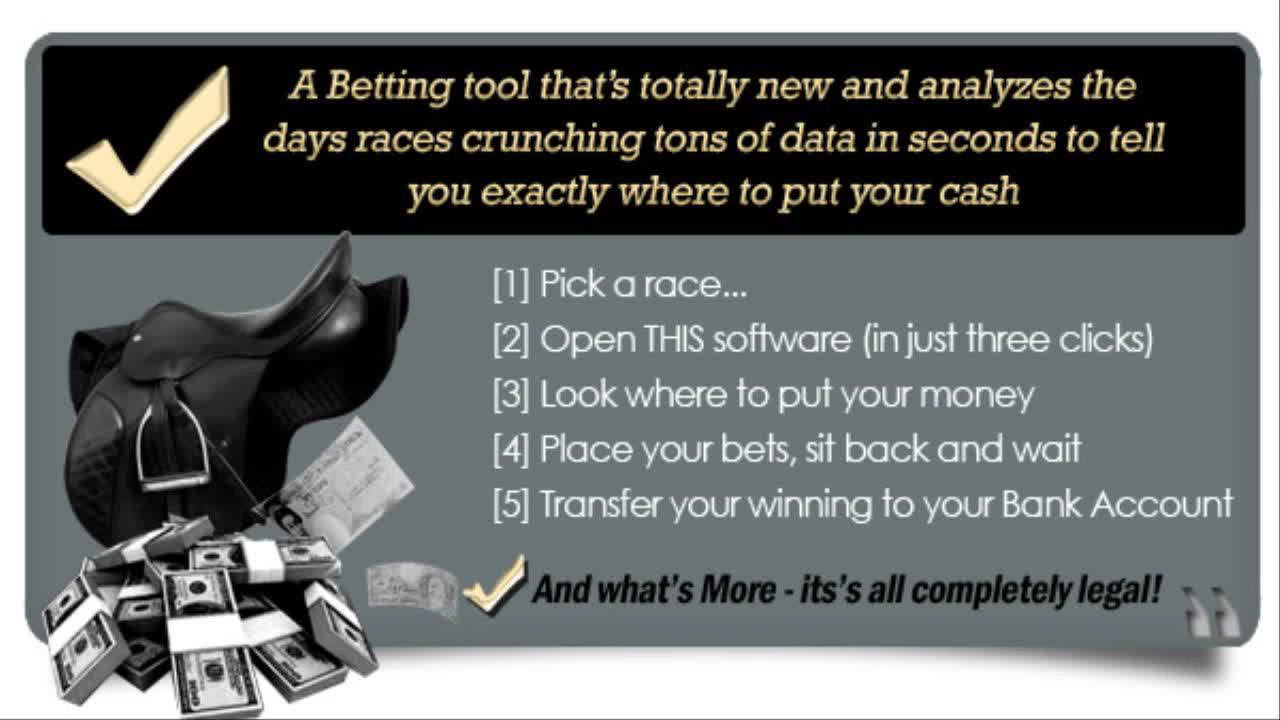 A Betting tool that's totally new and analyzes the
days races crunching tons of data in seconds to tell
you exactly where to put your cash
[1] Pick a race...
[2] Open THIS software (in just three clicks)
[3] Look where to put your money
[4] Place your bets, sit back and wait
[5] Transfer your winning to your Bank Account
And what's More - its's all completely legal!